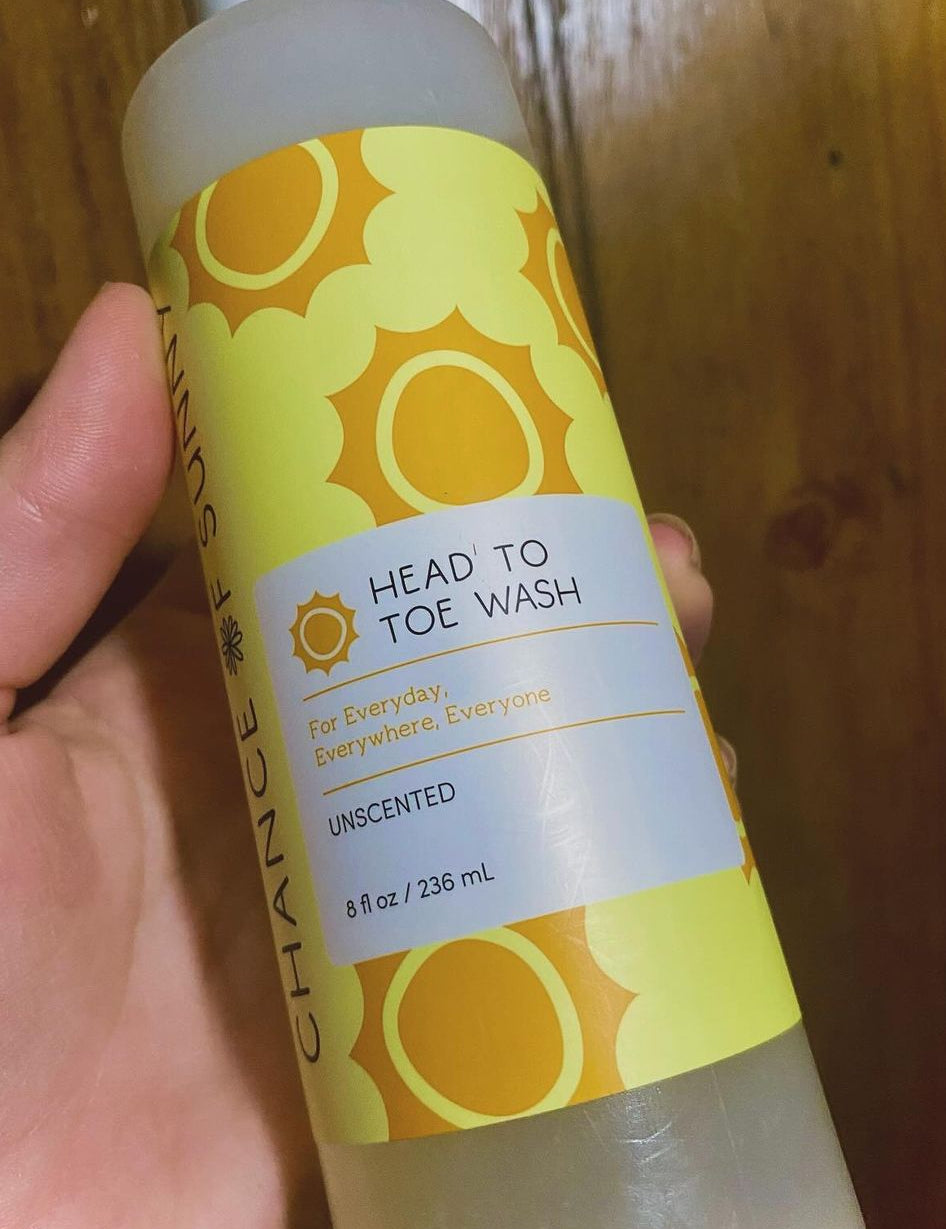 CHANCE OF SUNNY
HEAD TO
TOE WASH
For Everyday,
Everywhere, Everyone
UNSCENTED
8 fl oz / 236 mL